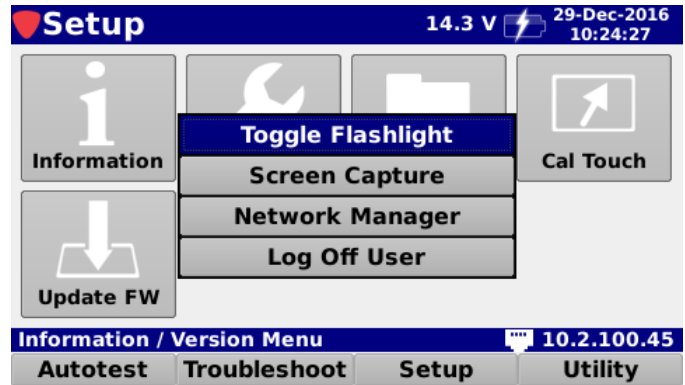 Setup
14.3 V
29-Dec-2016
10:24:27
Toggle Flashlight
Information
Screen Capture
Cal Touch
Network Manager
Log Off User
Update FW
Information / Version Menu
10.2.100.45
Autotest
Troubleshoot
Setup
Utility